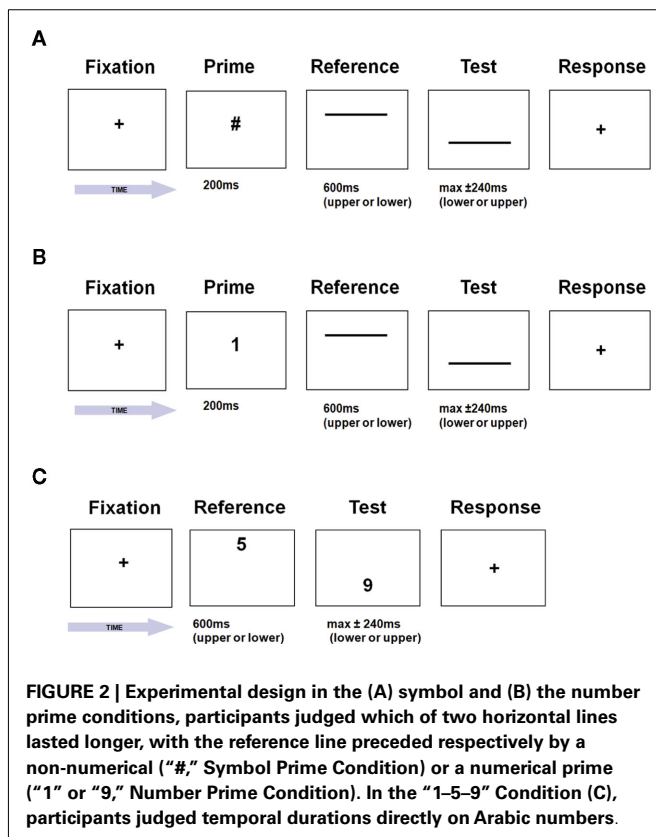 A
Fixation Prime Reference Test Response
+ # +
TIME 200ms 600ms max ±240ms
(upper or lower) (lower or upper)
B
Fixation Prime Reference Test Response
+ 1 +
TIME 200ms 600ms max ±240ms
(upper or lower) (lower or upper)
C
Fixation Reference Test Response
+ 5 9 +
TIME 600ms max ± 240ms
(upper or lower) (lower or upper)
FIGURE 2 | Experimental design in the (A) symbol and (B) the number
prime conditions, participants judged which of two horizontal lines
lasted longer, with the reference line preceded respectively by a
non-numerical (“#,” Symbol Prime Condition) or a numerical prime
(“1” or “9,” Number Prime Condition). In the “1–5–9” Condition (C),
participants judged temporal durations directly on Arabic numbers.